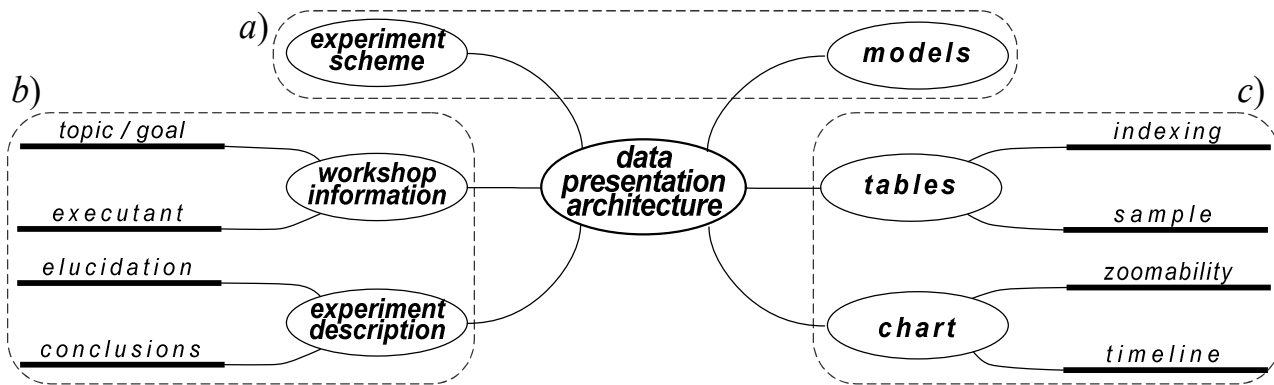 a)
experiment
scheme
models
b)
topic / goal
executant
workshop
information
elucidation
conclusions
experiment
description
data
presentation
architecture
c)
tables
indexing
sample
chart
zoomability
timeline